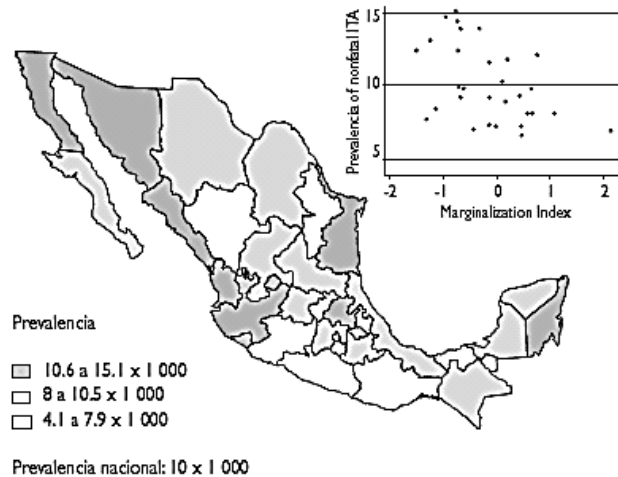 15
10
5
Prevalencia of nonfatal ITA
-2 -1 0 1 2
Marginalization Index
Prevalencia
10.6 a 15.1 x 1 000
8 a 10.5 x 1 000
4.1 a 7.9 x 1 000
Prevalencia nacional: 10 x 1 000